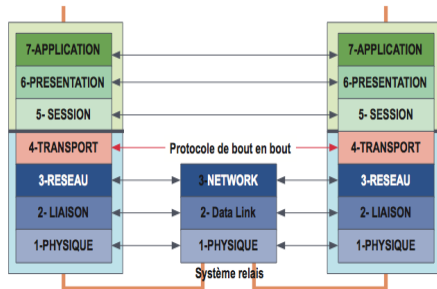 7-APPLICATION
6-PRESENTATION
5- SESSION
4-TRANSPORT
3-RESEAU
2- LIAISON
1-PHYSIQUE
Protocole de bout en bout
3-NETWORK
2- Data Link
1-PHYSIQUE
Système relais
7-APPLICATION
6-PRESENTATION
5- SESSION
4-TRANSPORT
3-RESEAU
2- LIAISON
1-PHYSIQUE